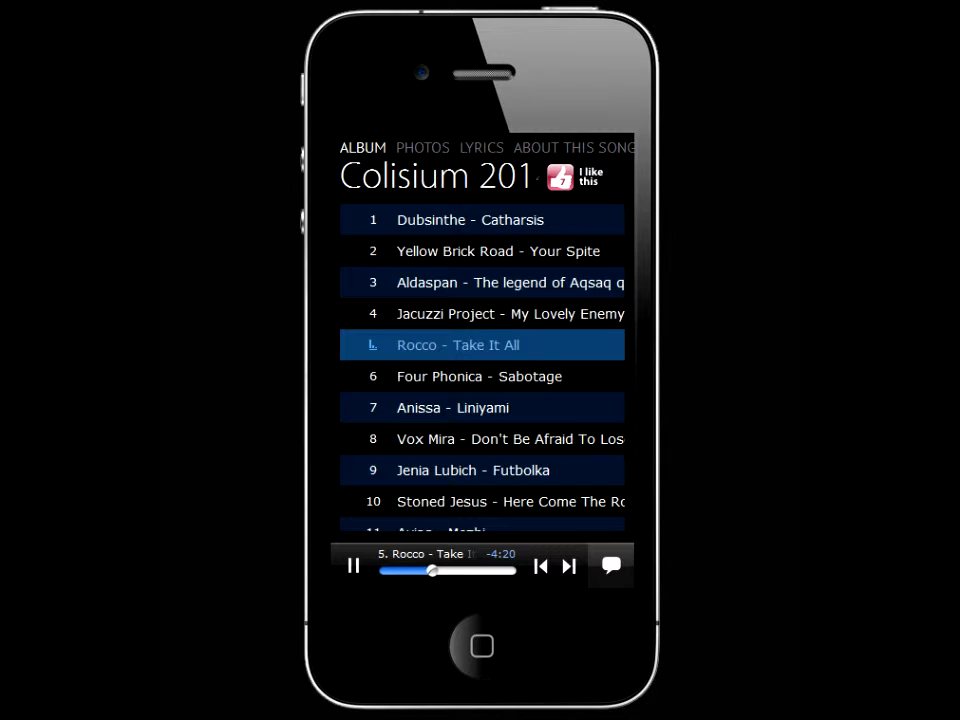 ALBUM PHOTOS LYRICS ABOUT THIS SONG
Colisium 201
7 I like this
1 Dubsinthe - Catharsis
2 Yellow Brick Road - Your Spite
3 Aldaspan - The legend of Aqsaq q
4 Jacuzzi Project - My Lovely Enemy
Rocco - Take It All
6 Four Phonica - Sabotage
7 Anissa - Liniyami
8 Vox Mira - Don't Be Afraid To Los
9 Jenia Lubich - Futbolka
10 Stoned Jesus - Here Come The Ro
11
5. Rocco - Take I -4:20